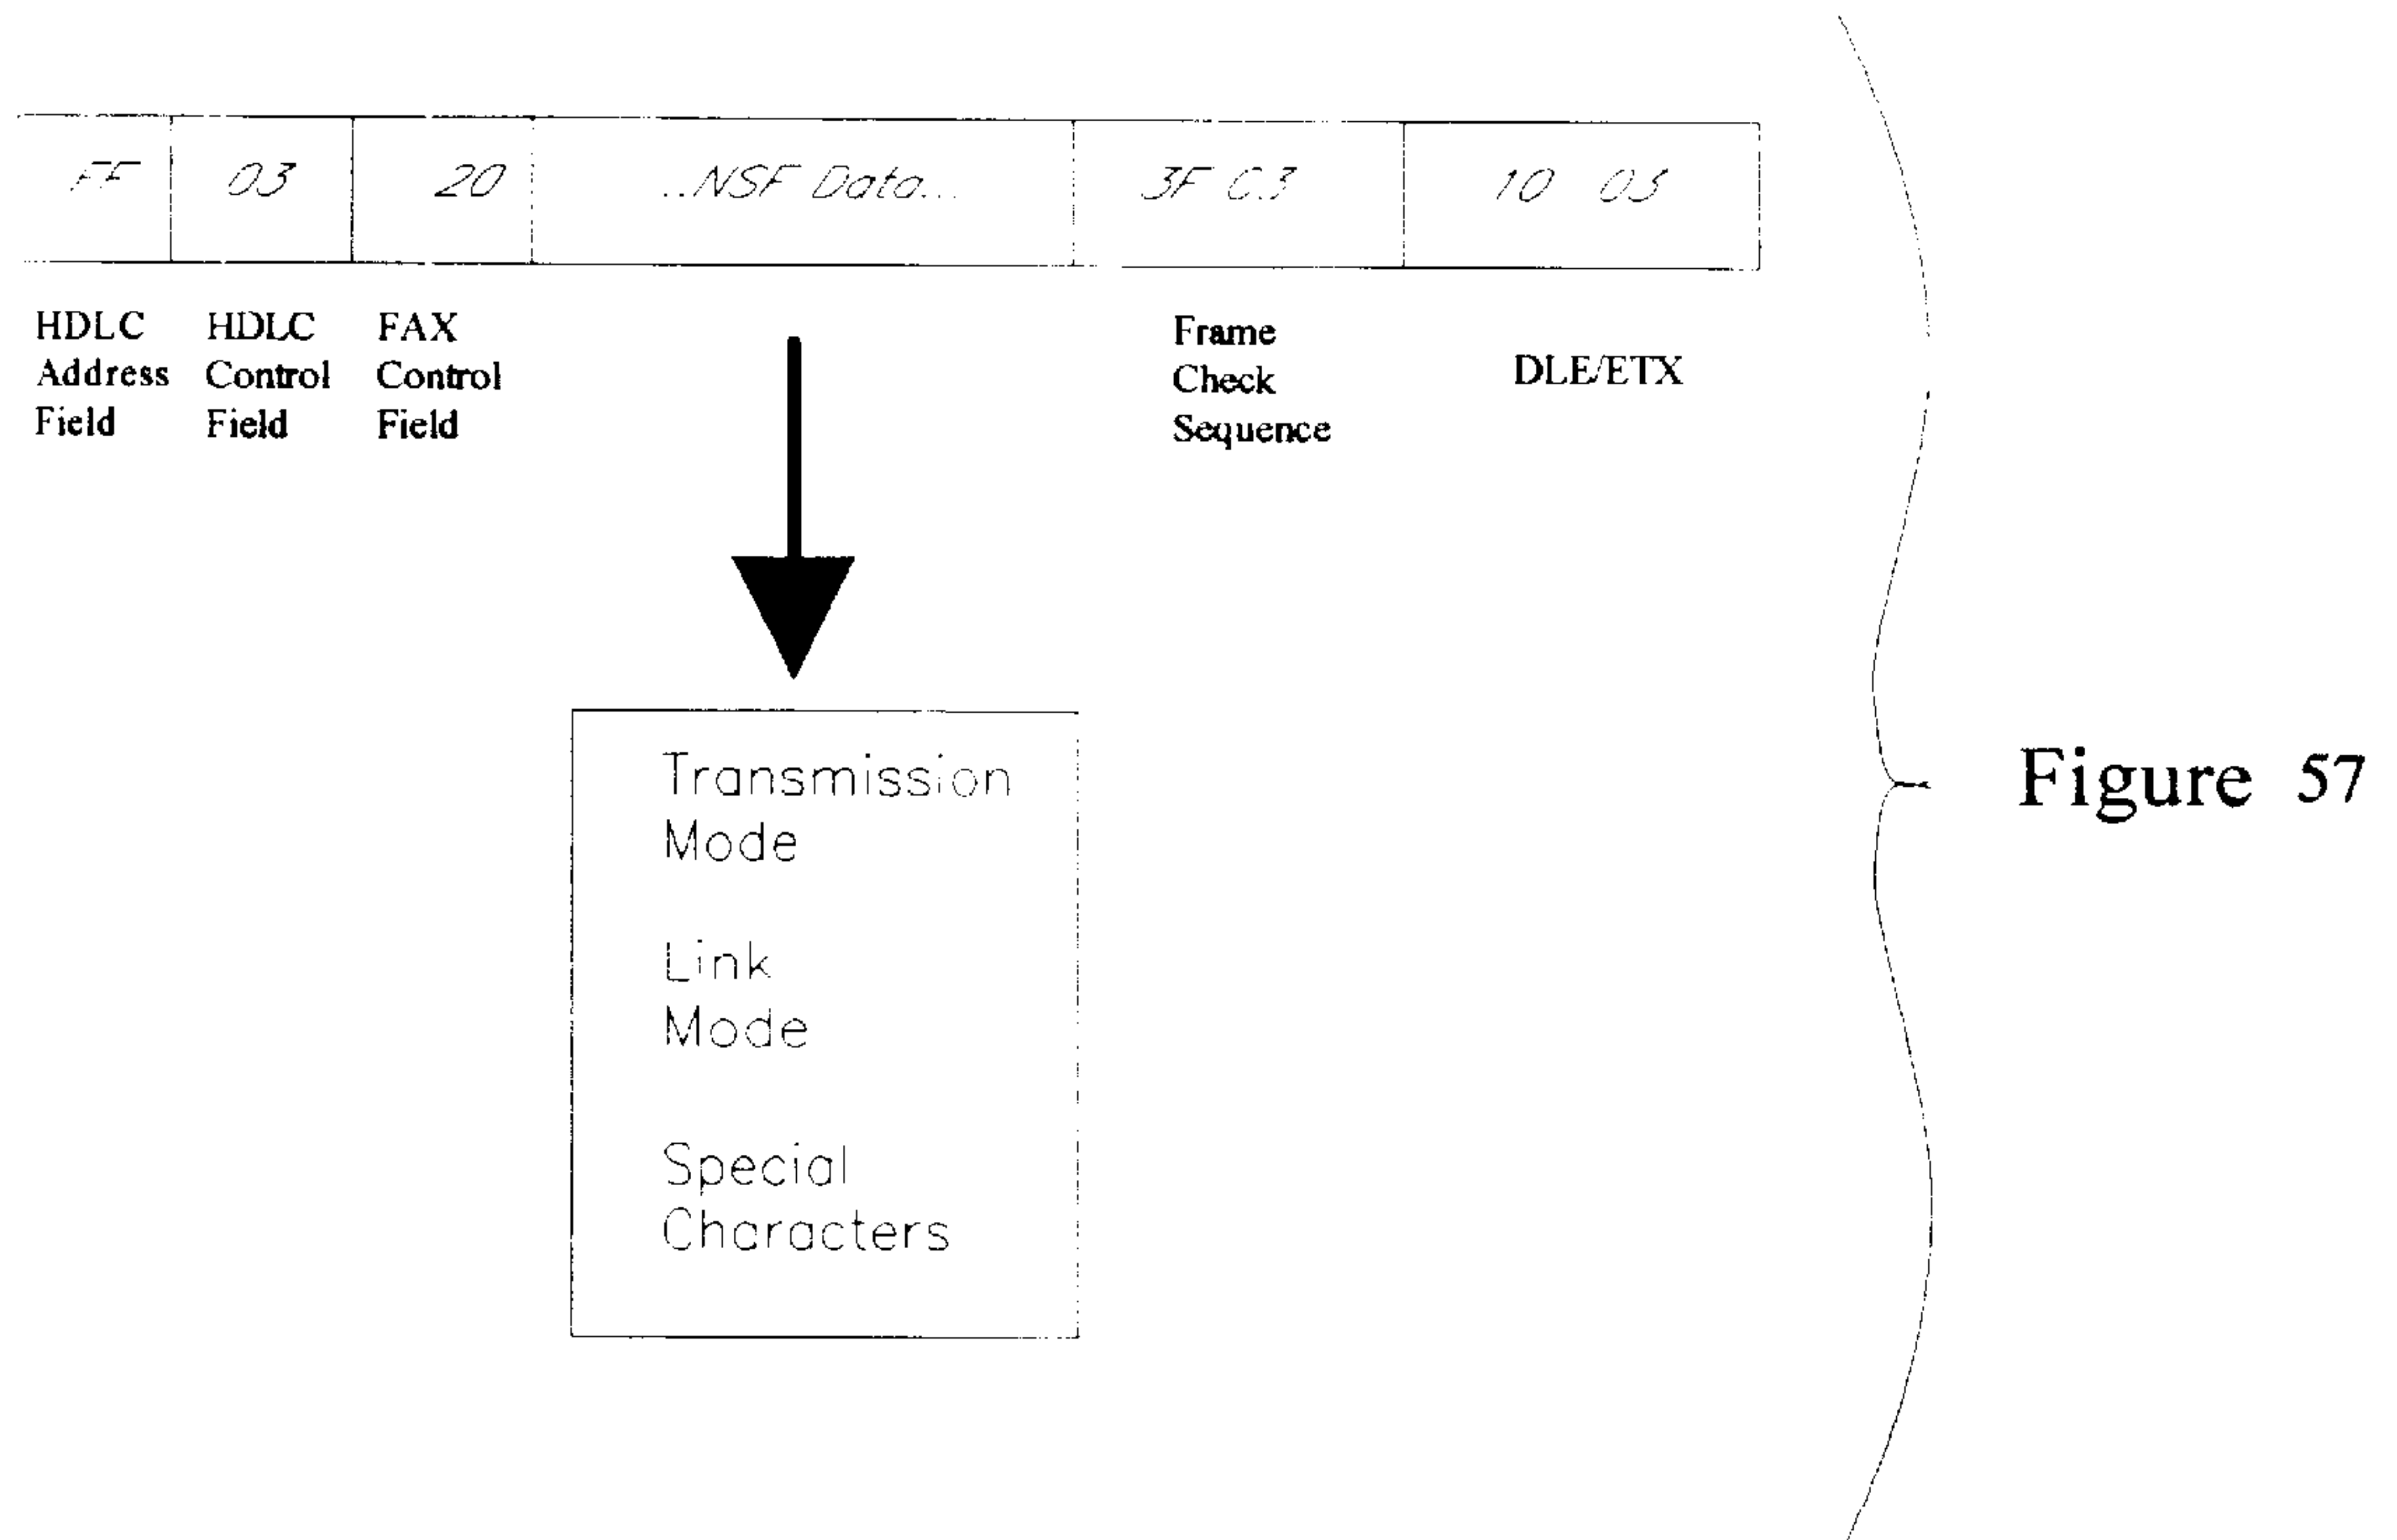 FF 03 20 ..NSF Data... 3F C3 10 03
HDLC
Address
Field
HDLC
Control
Field
FAX
Control
Field
Frame
Check
Sequence
DLE/ETX
Transmission
Mode
Link
Mode
Special
Characters
Figure 57